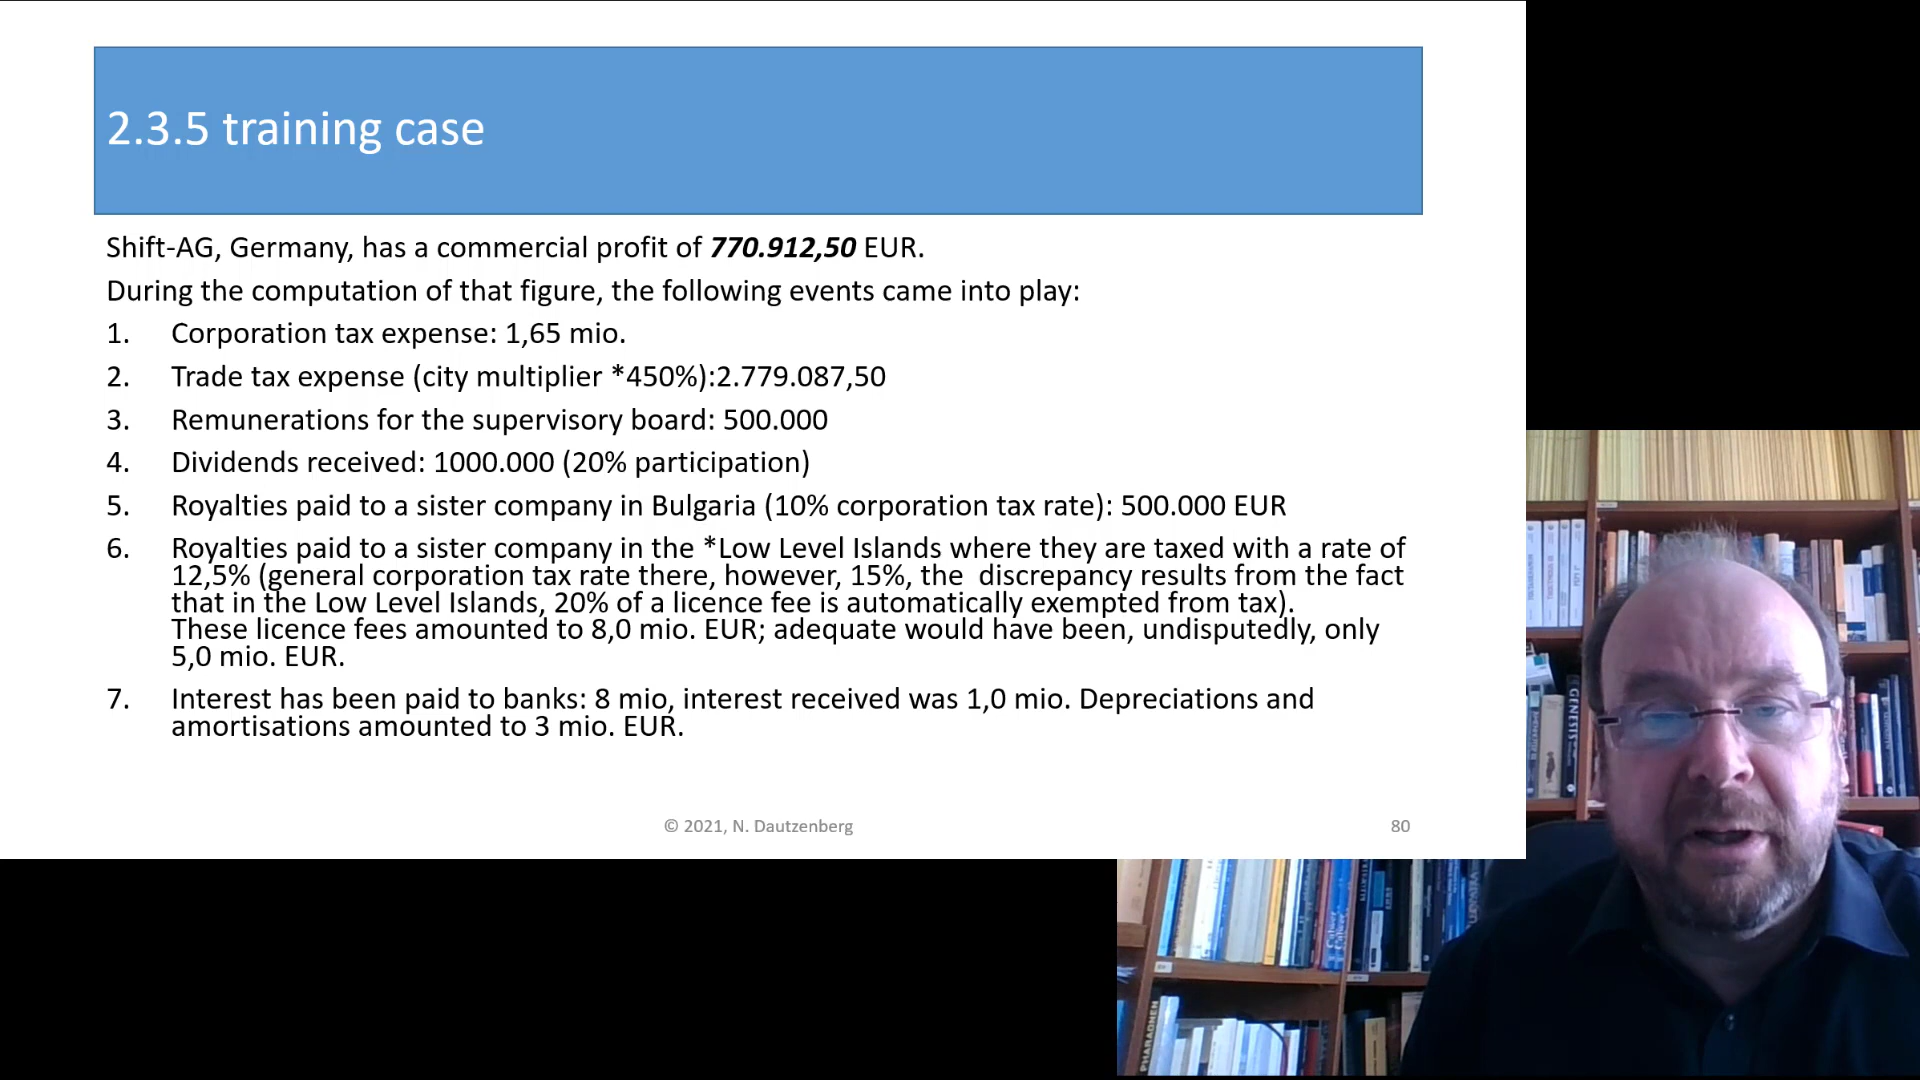 2.3.5 training case
Shift-AG, Germany, has a commercial profit of 770.912,50 EUR.
During the computation of that figure, the following events came into play:
1. Corporation tax expense: 1,65 mio.
2. Trade tax expense (city multiplier *450%):2.779.087,50
3. Remunerations for the supervisory board: 500.000
4. Dividends received: 1000.000 (20% participation)
5. Royalties paid to a sister company in Bulgaria (10% corporation tax rate): 500.000 EUR
6. Royalties paid to a sister company in the *Low Level Islands where they are taxed with a rate of
12,5% (general corporation tax rate there, however, 15%, the  discrepancy results from the fact
that in the Low Level Islands, 20% of a licence fee is automatically exempted from tax).
These licence fees amounted to 8,0 mio. EUR; adequate would have been, undisputedly, only
5,0 mio. EUR.
7. Interest has been paid to banks: 8 mio, interest received was 1,0 mio. Depreciations and
amortisations amounted to 3 mio. EUR.
© 2021, N. Dautzenberg
80
GENESIS
PHARAONEN